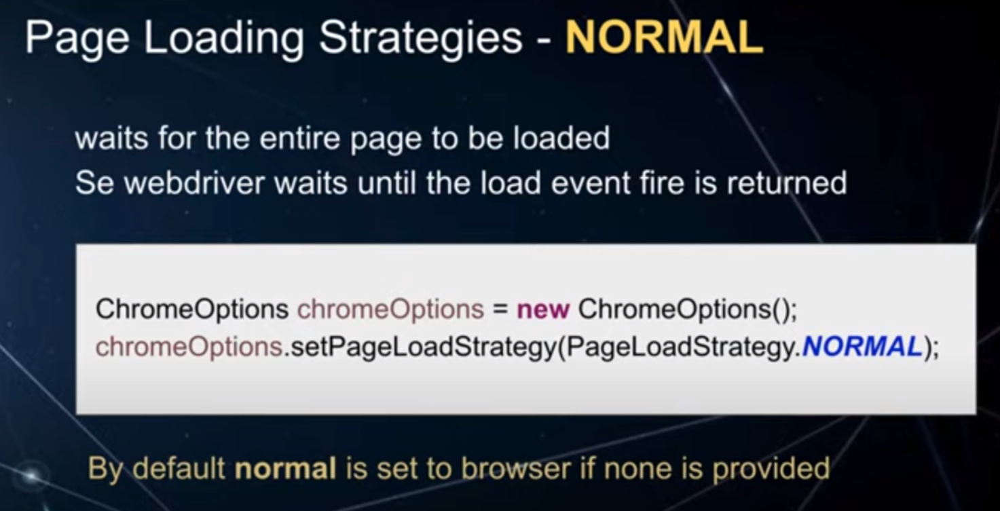 Page Loading Strategies - NORMAL
waits for the entire page to be loaded
Se webdriver waits until the load event fire is returned
ChromeOptions chromeOptions = new ChromeOptions();
chromeOptions.setPageLoadStrategy(PageLoadStrategy.NORMAL);
By default normal is set to browser if none is provided